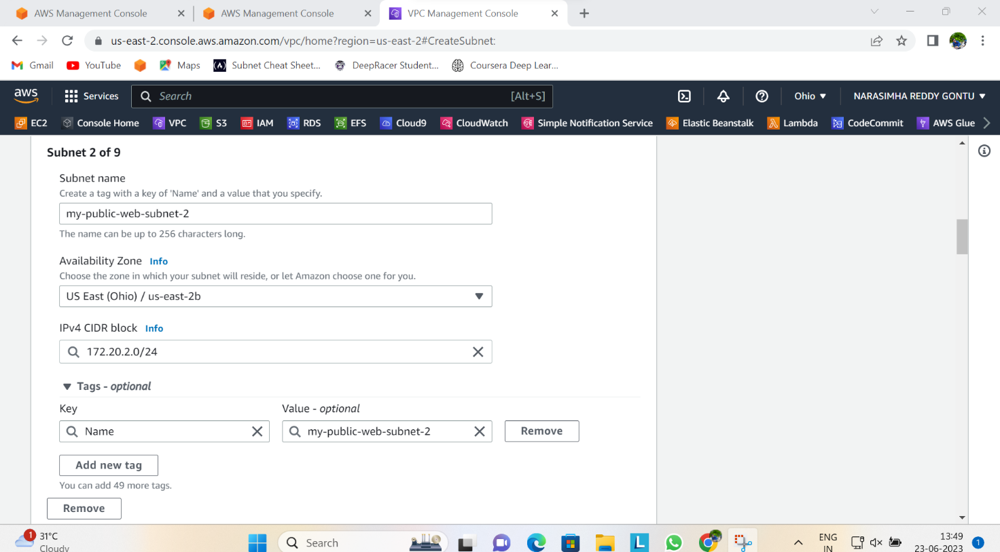 AWS Management Console
AWS Management Console
VPC Management Console
us-east-2.console.aws.amazon.com/vpc/home?region=us-east-2#CreateSubnet:
Gmail YouTube Maps Subnet Cheat Sheet... DeepRacer Student... Coursera Deep Lear...
aws Services Search [Alt+S] Ohio NARASIMHA REDDY GONTU
EC2 Console Home VPC S3 IAM RDS EFS Cloud9 CloudWatch Simple Notification Service Elastic Beanstalk Lambda CodeCommit AWS Glue
Subnet 2 of 9
Subnet name
Create a tag with a key of 'Name' and a value that you specify.
my-public-web-subnet-2
The name can be up to 256 characters long.
Availability Zone Info
Choose the zone in which your subnet will reside, or let Amazon choose one for you.
US East (Ohio) / us-east-2b
IPv4 CIDR block Info
172.20.2.0/24
Tags - optional
Key Value - optional
Name my-public-web-subnet-2 Remove
Add new tag
You can add 49 more tags.
Remove
1 31°C
Cloudy
Search
L
ENG
IN
13:49
23-06-2023
1